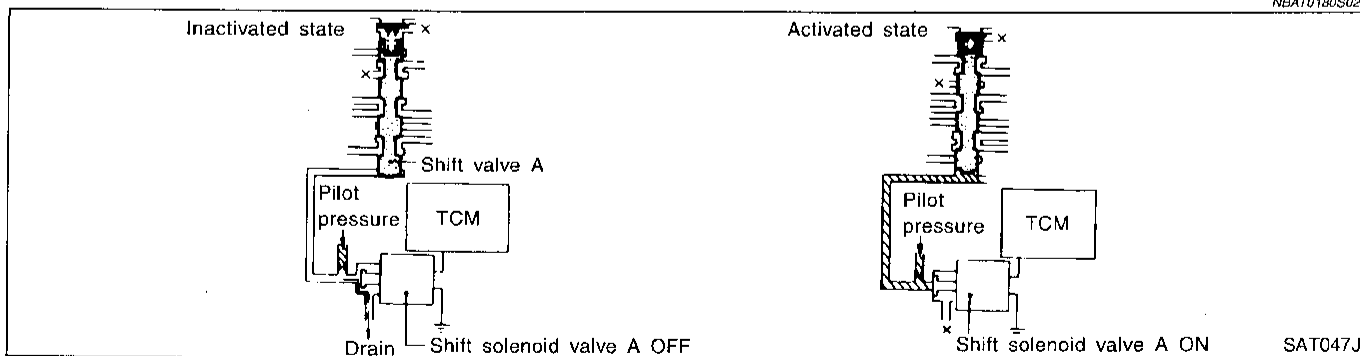 NBAT0180S02
Inactivated state
Shift valve A
Pilot
pressure
TCM
Drain
Shift solenoid valve A OFF
Activated state
Pilot
pressure
TCM
Shift solenoid valve A ON
SAT047J